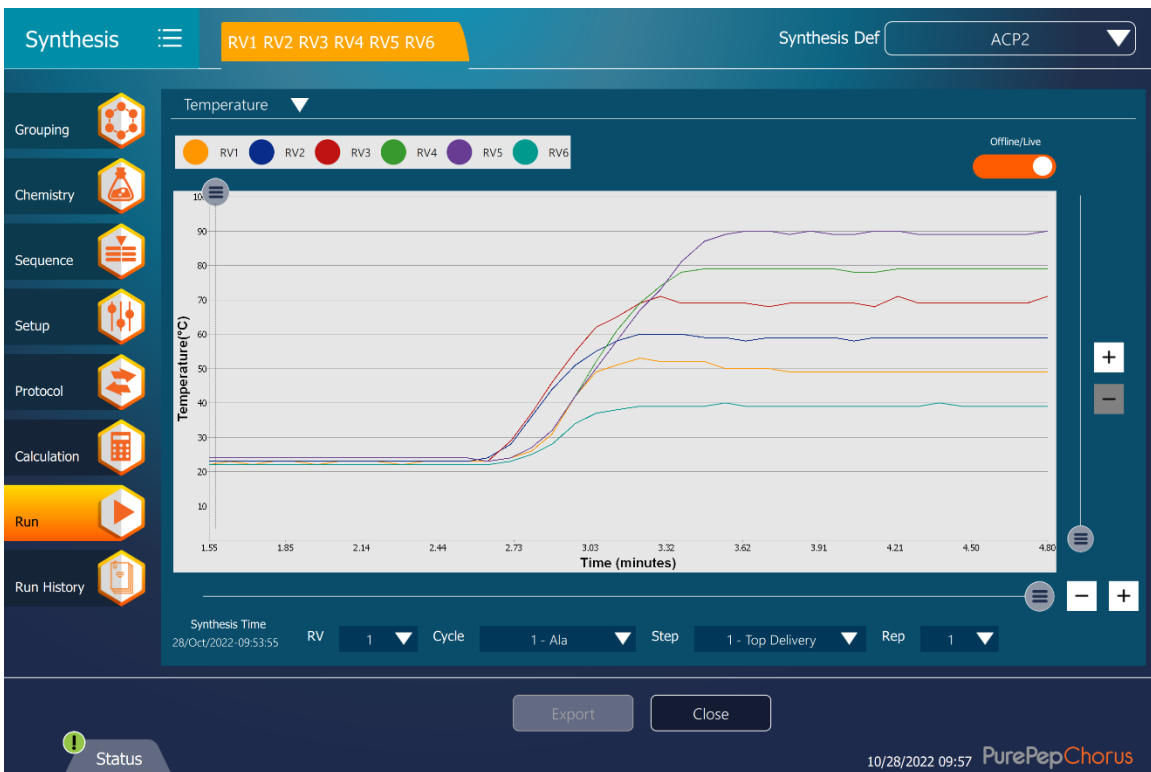 Synthesis
RV1 RV2 RV3 RV4 RV5 RV6
Synthesis Def
ACP2
Grouping
Chemistry
Sequence
Setup
Protocol
Calculation
Run
Run History
Temperature
RV1 RV2 RV3 RV4 RV5 RV6
Offline/Live
90
80
70
60
50
40
30
20
10
Temperature(°C)
1.55 1.85 2.14 2.44 2.73 3.03 3.32 3.62 3.91 4.21 4.50 4.80
Time (minutes)
+
−
− +
Synthesis Time
28/Oct/2022-09:53:55
RV 1 Cycle 1 - Ala Step 1 - Top Delivery Rep 1
Export Close
!
Status
10/28/2022 09:57 PurePepChorus